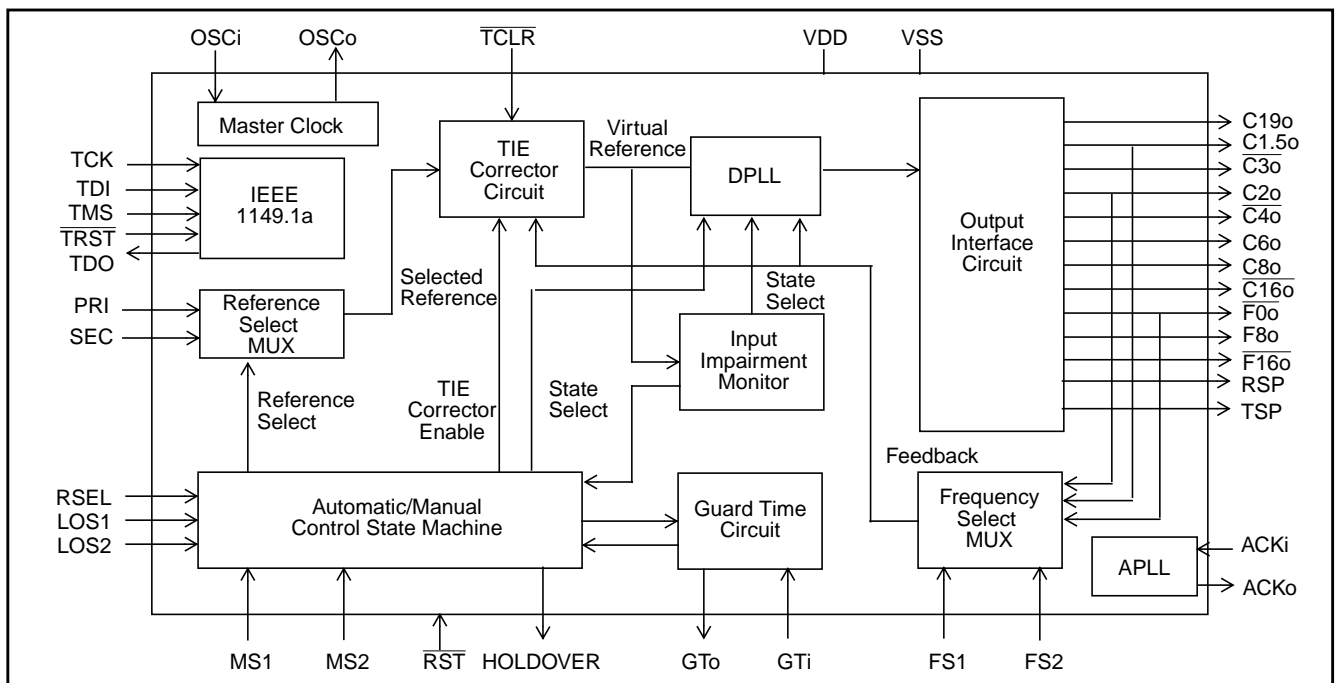 OSCi
OSCo
TCLR
VDD
VSS
Master Clock
TCK
TDI
TMS
TRST
TDO
IEEE
1149.1a
TIE
Corrector
Circuit
Virtual
Reference
DPLL
Output
Interface
Circuit
C19o
C1.5o
C3o
C2o
C4o
C6o
C8o
C16o
F0o
F8o
F16o
RSP
TSP
PRI
SEC
Reference
Select
MUX
Selected
Reference
State
Select
Input
Impairment
Monitor
Reference
Select
TIE
Corrector
Enable
State
Select
Feedback
RSEL
LOS1
LOS2
Automatic/Manual
Control State Machine
Guard Time
Circuit
Frequency
Select
MUX
APLL
ACKi
ACKo
MS1
MS2
RST
HOLDOVER
GTo
GTi
FS1
FS2